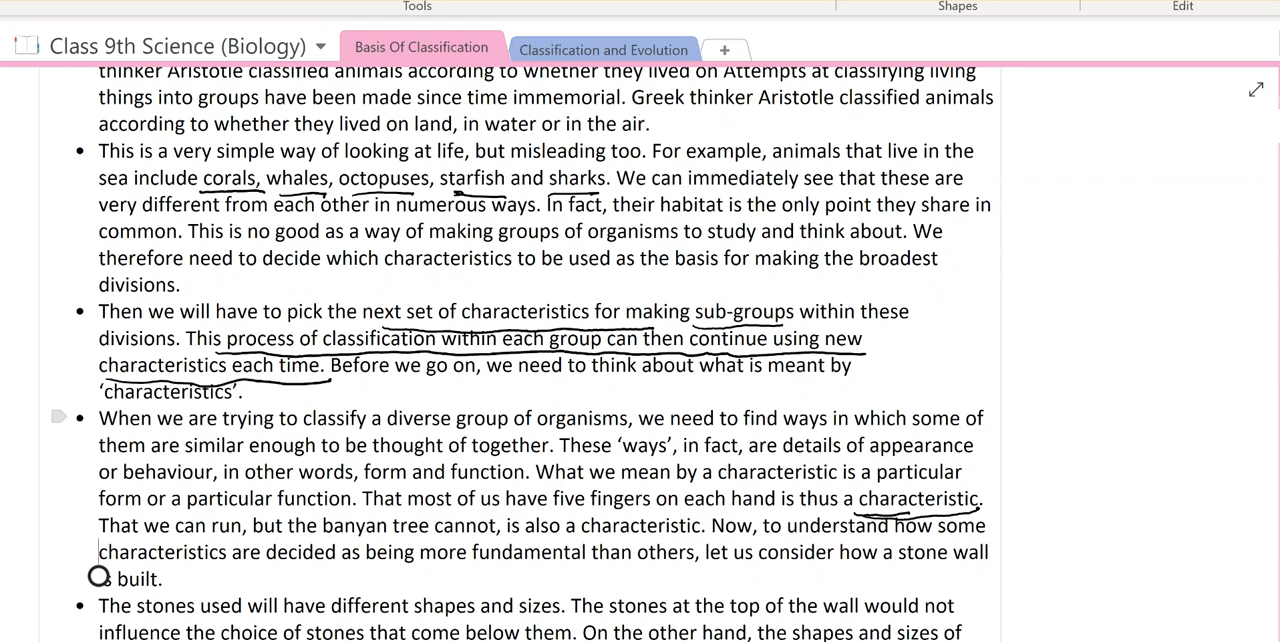 Tools Shapes Edit
Class 9th Science (Biology) Basis Of Classification Classification and Evolution +
thinker Aristotle classified animals according to whether they lived on Attempts at classifying living
things into groups have been made since time immemorial. Greek thinker Aristotle classified animals
according to whether they lived on land, in water or in the air.
• This is a very simple way of looking at life, but misleading too. For example, animals that live in the
sea include corals, whales, octopuses, starfish and sharks. We can immediately see that these are
very different from each other in numerous ways. In fact, their habitat is the only point they share in
common. This is no good as a way of making groups of organisms to study and think about. We
therefore need to decide which characteristics to be used as the basis for making the broadest
divisions.
• Then we will have to pick the next set of characteristics for making sub-groups within these
divisions. This process of classification within each group can then continue using new
characteristics each time. Before we go on, we need to think about what is meant by
‘characteristics’.
• When we are trying to classify a diverse group of organisms, we need to find ways in which some of
them are similar enough to be thought of together. These ‘ways’, in fact, are details of appearance
or behaviour, in other words, form and function. What we mean by a characteristic is a particular
form or a particular function. That most of us have five fingers on each hand is thus a characteristic.
That we can run, but the banyan tree cannot, is also a characteristic. Now, to understand how some
characteristics are decided as being more fundamental than others, let us consider how a stone wall
built.
• The stones used will have different shapes and sizes. The stones at the top of the wall would not
influence the choice of stones that come below them. On the other hand, the shapes and sizes of